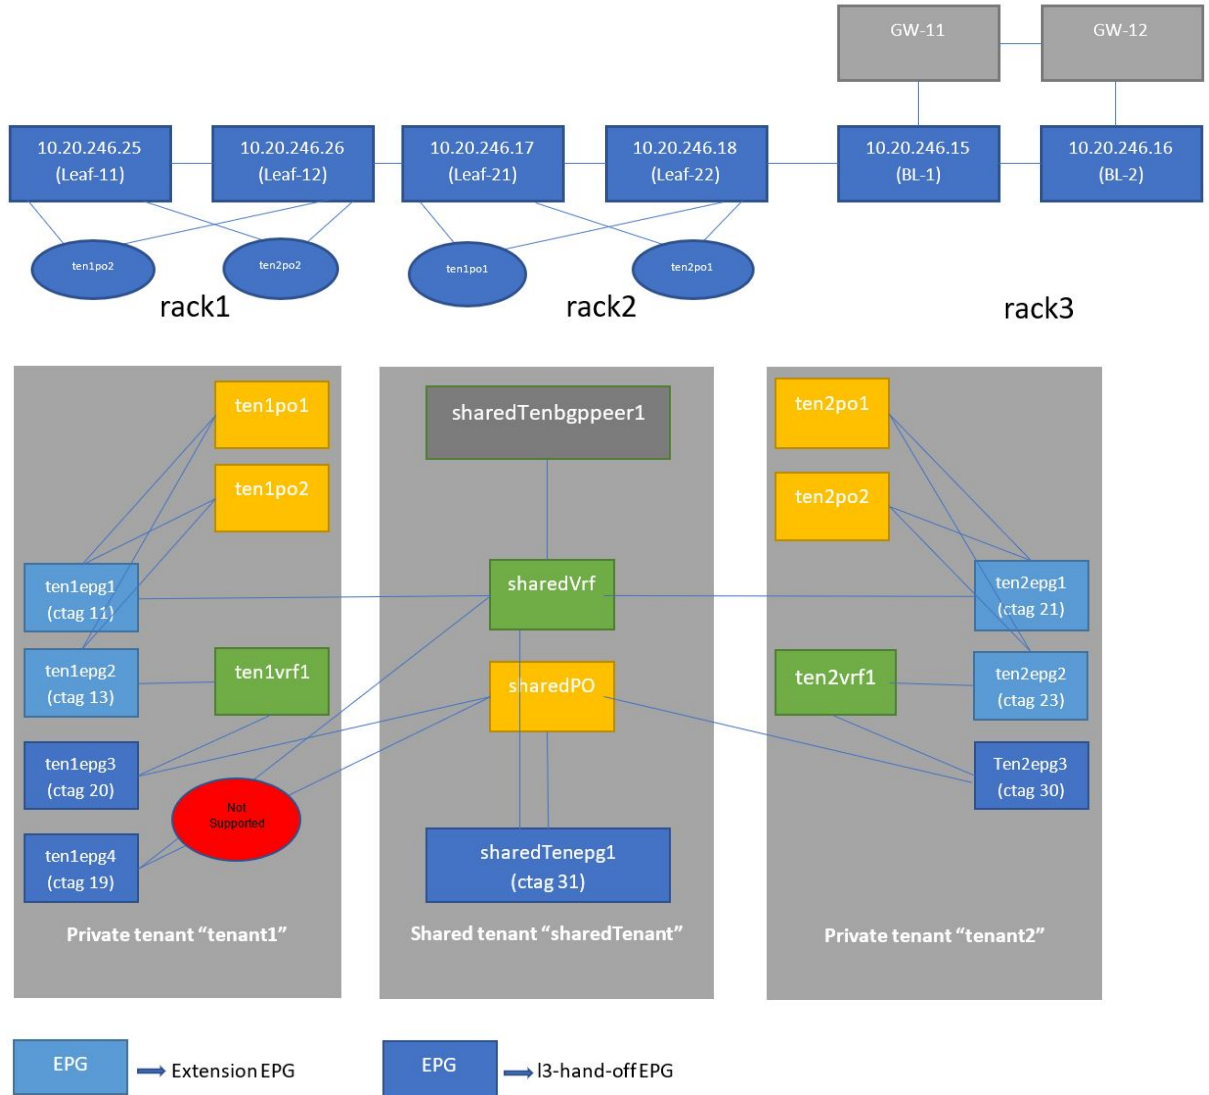 GW-11
GW-12
10.20.246.25
(Leaf-11)
10.20.246.26
(Leaf-12)
10.20.246.17
(Leaf-21)
10.20.246.18
(Leaf-22)
10.20.246.15
(BL-1)
10.20.246.16
(BL-2)
ten1po2
ten2po2
ten1po1
ten2po1
rack1
rack2
rack3
ten1po1
ten1po2
ten1epg1
(ctag 11)
ten1epg2
(ctag 13)
ten1vrf1
ten1epg3
(ctag 20)
Not
Supported
ten1epg4
(ctag 19)
Private tenant “tenant1”
sharedTenbgppeer1
sharedVrf
sharedPO
sharedTenepg1
(ctag 31)
Shared tenant “sharedTenant”
ten2po1
ten2po2
ten2epg1
(ctag 21)
ten2vrf1
ten2epg2
(ctag 23)
Ten2epg3
(ctag 30)
Private tenant “tenant2”
EPG
Extension EPG
EPG
l3-hand-off EPG